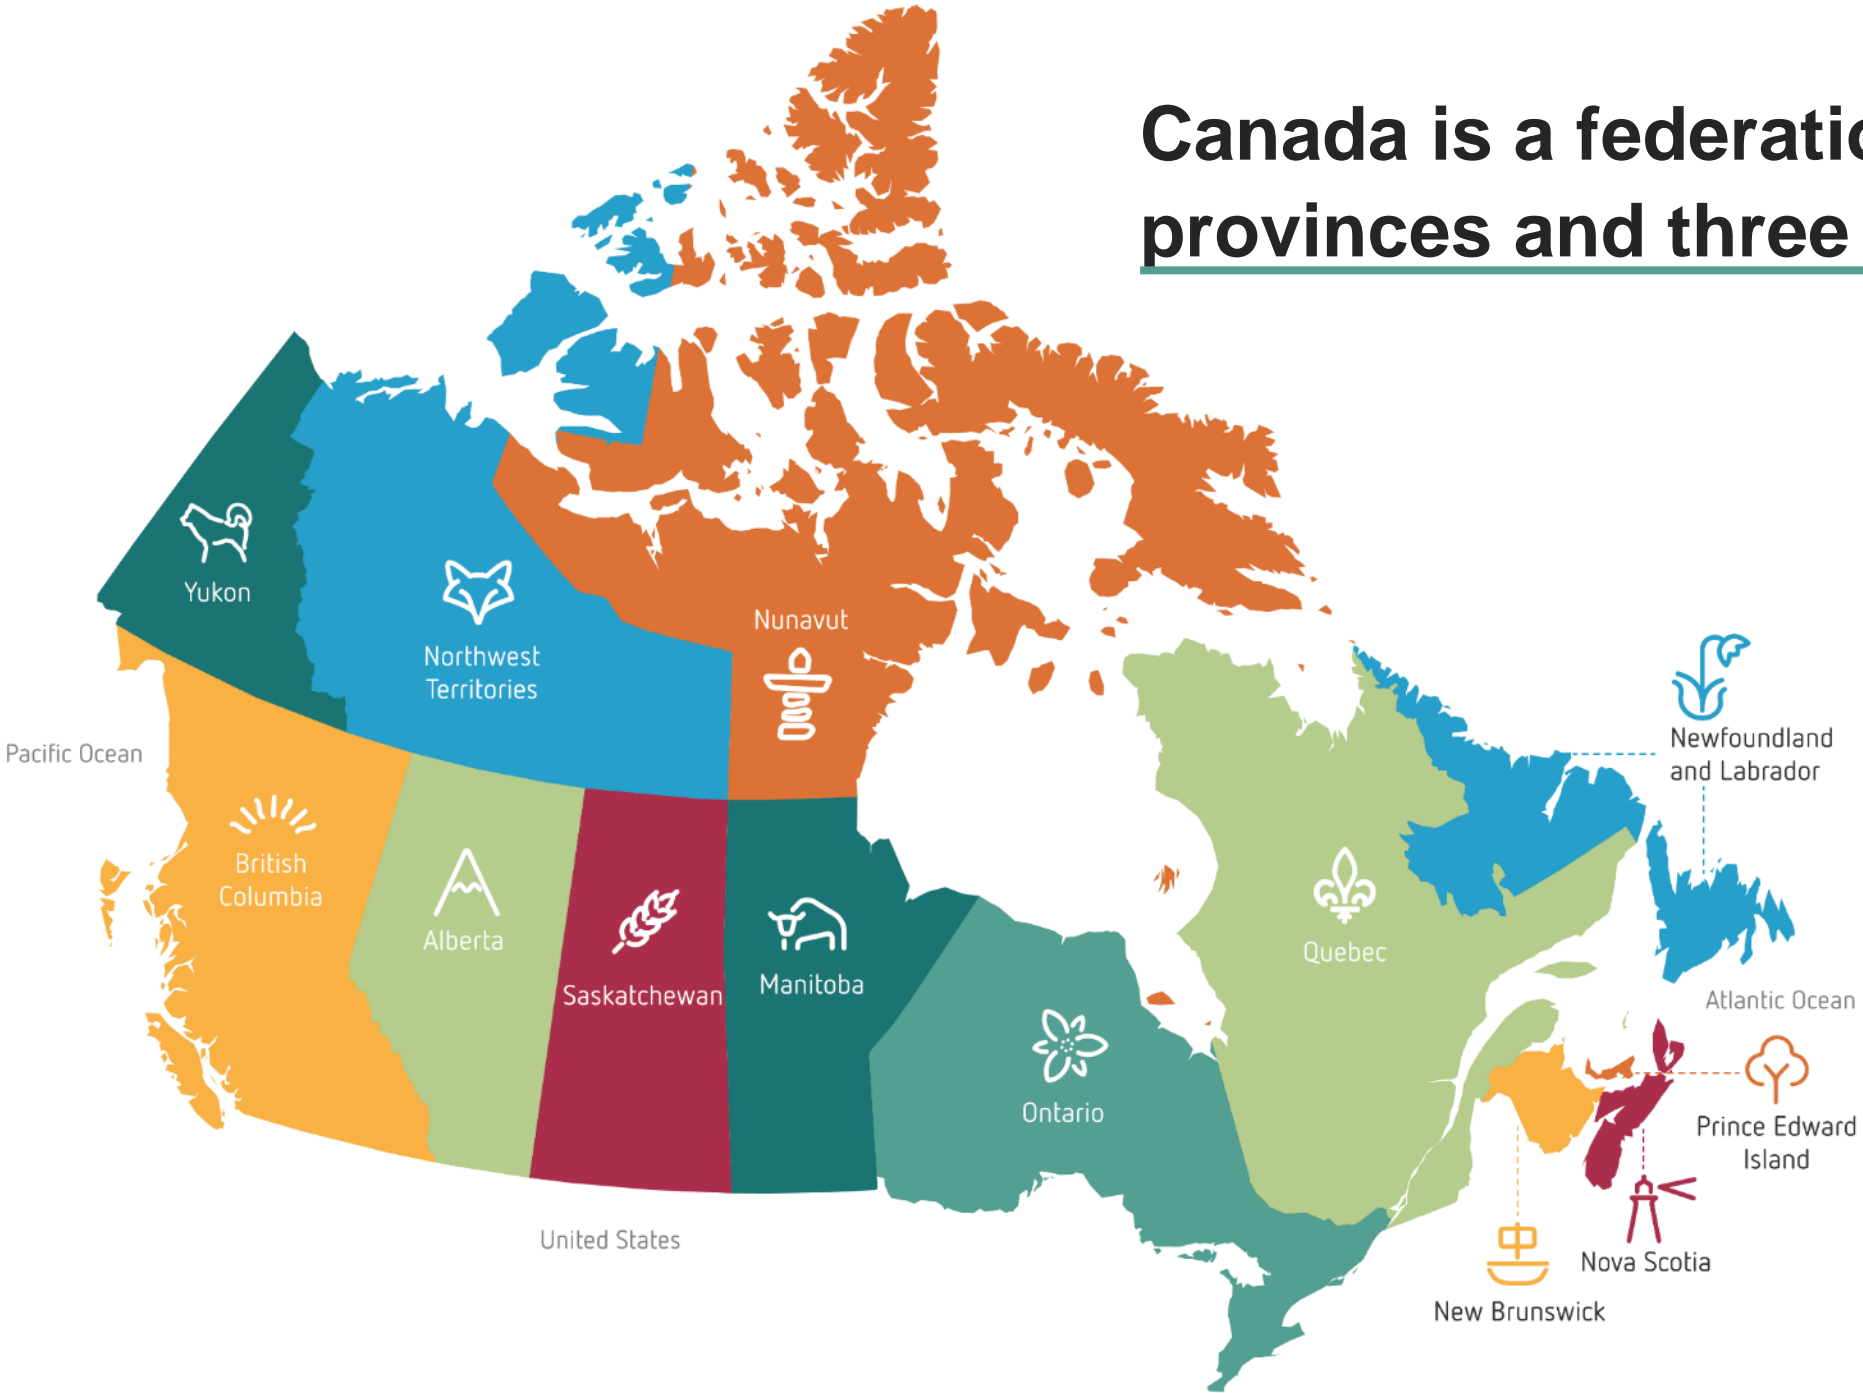 Canada is a federatio
provinces and three
Yukon
Northwest
Territories
Nunavut
Newfoundland
and Labrador
Pacific Ocean
British
Columbia
Alberta
Saskatchewan
Manitoba
Quebec
Atlantic Ocean
Ontario
Prince Edward
Island
United States
Nova Scotia
New Brunswick